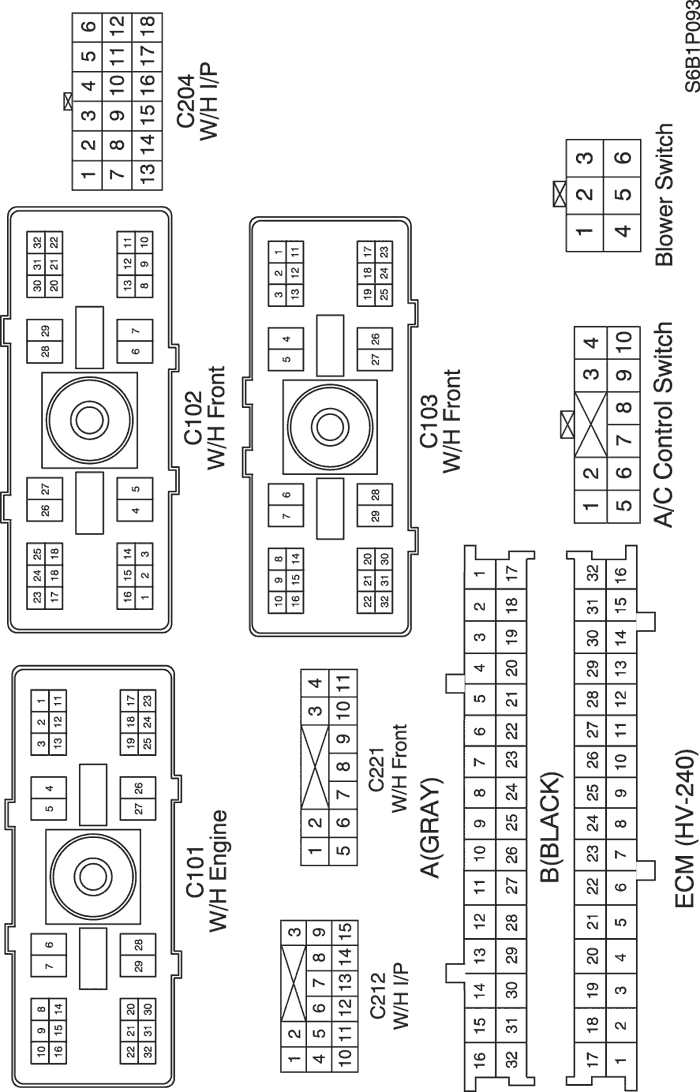 10 9 8 7 6 5 4 3 2 1
16 15 14 13 12 11
22 21 20 29 28 27 26 19 18 17
32 31 30 25 24 23
C101
W/H Engine
23 24 25 26 27 28 29 30 31 32
17 18 18 20 21 22
16 15 14 4 5 6 7 13 12 11
1 2 3 8 9 10
C102
W/H Front
1 2 3 4 5 6
7 8 9 10 11 12
13 14 15 16 17 18
C204
W/H I/P
1 2 3
4 5 6 7 8 9
10 11 12 13 14 15
C212
W/H I/P
1 2 3 4
5 6 7 8 9 10 11
C221
W/H Front
10 9 8 7 6 5 4 3 2 1
16 15 14 13 12 11
22 21 20 29 28 27 26 19 18 17
32 31 30 25 24 23
C103
W/H Front
A(GRAY)
16 15 14 13 12 11 10 9 8 7 6 5 4 3 2 1
32 31 30 29 28 27 26 25 24 23 22 21 20 19 18 17
B(BLACK)
17 18 19 20 21 22 23 24 25 26 27 28 29 30 31 32
1 2 3 4 5 6 7 8 9 10 11 12 13 14 15 16
ECM (HV-240)
1 2 3 4
5 6 7 8 9 10
A/C Control Switch
1 2 3
4 5 6
Blower Switch
S6B1P093